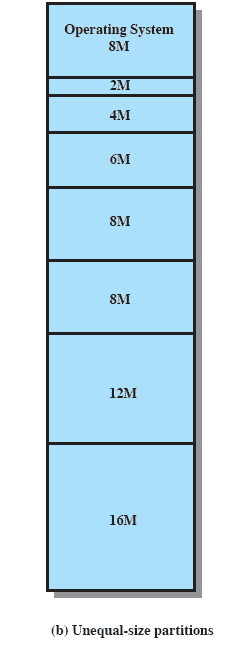 Operating System
8M
2M
4M
6M
8M
8M
12M
16M
(b) Unequal-size partitions